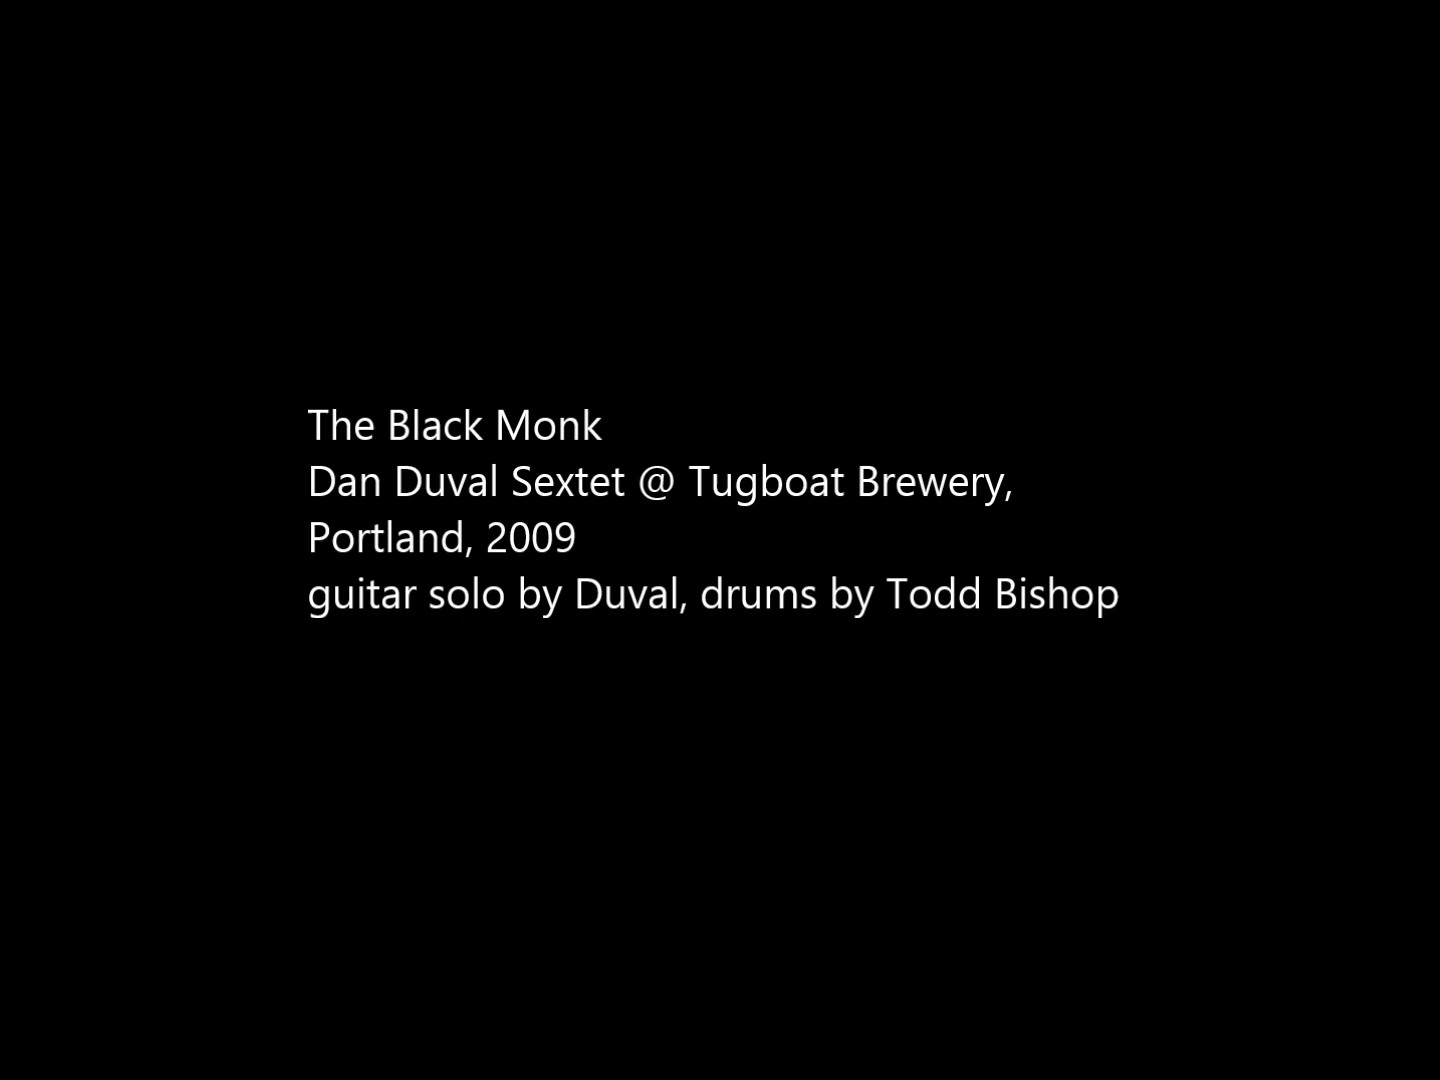 The Black Monk
Dan Duval Sextet @ Tugboat Brewery,
Portland, 2009
guitar solo by Duval, drums by Todd Bishop